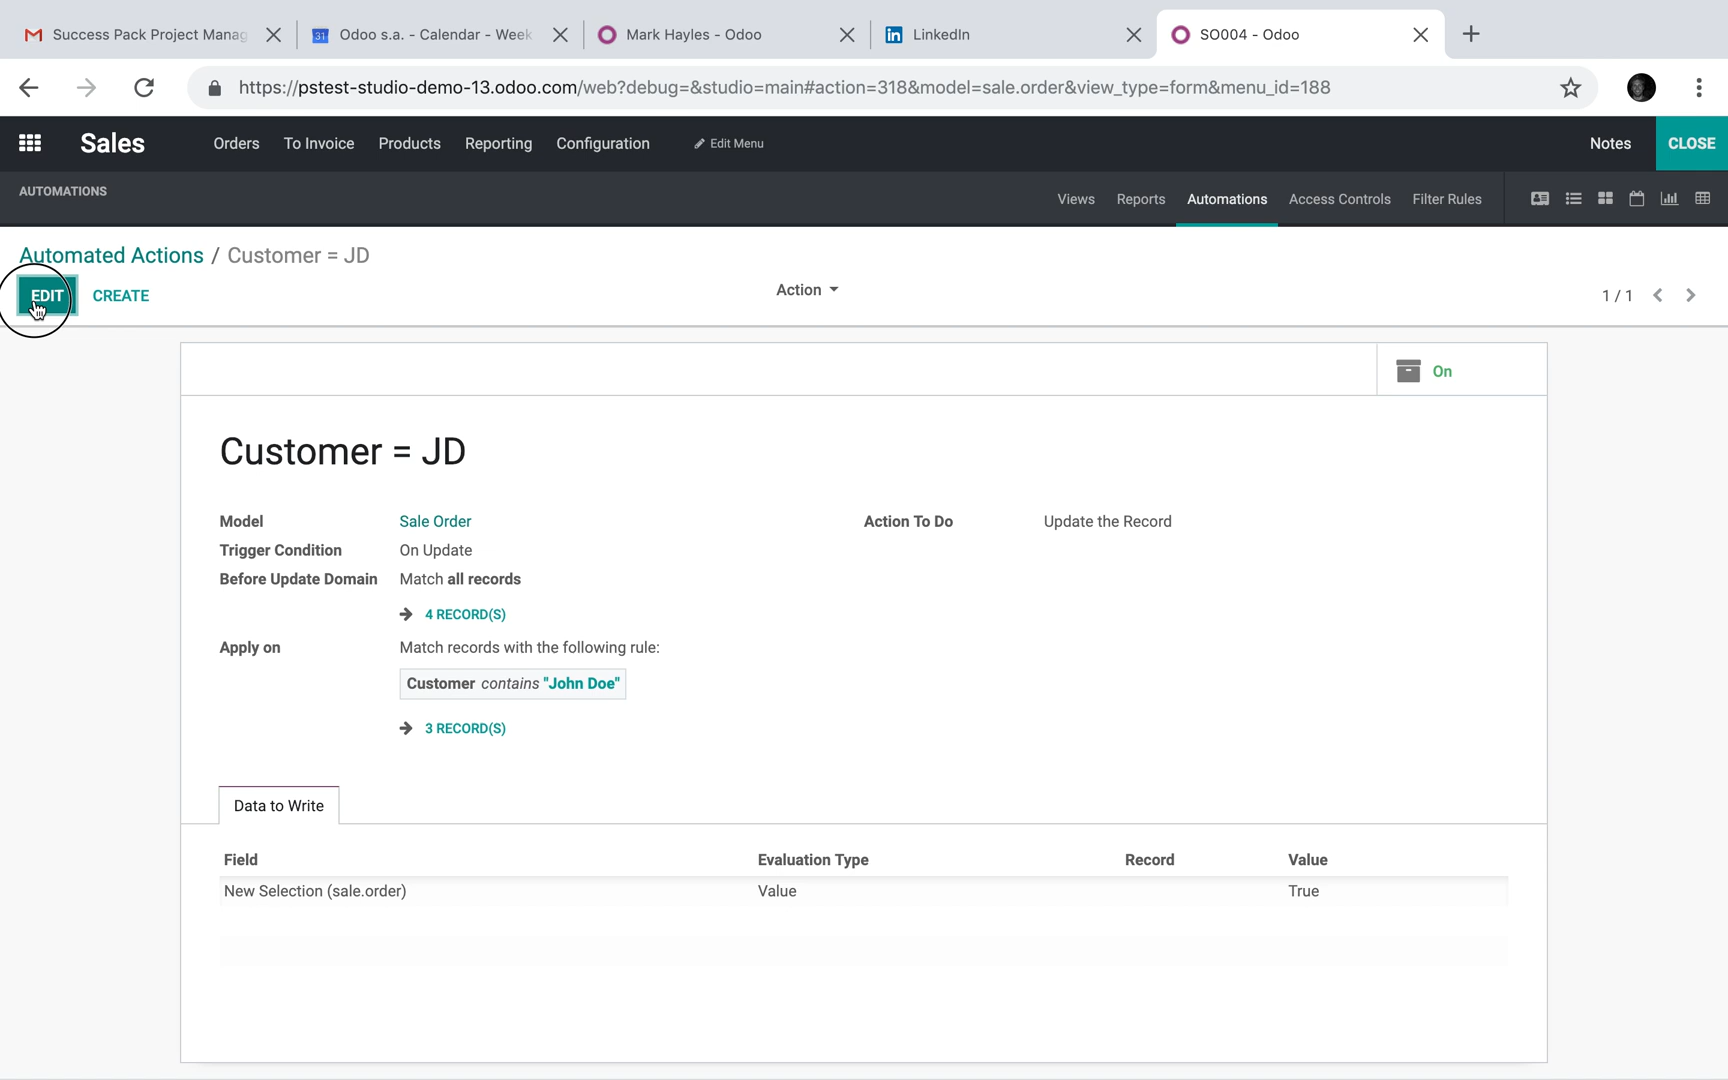 Success Pack Project Manag
Odoo s.a. - Calendar - Week
Mark Hayles - Odoo
LinkedIn
SO004 - Odoo
https://pstest-studio-demo-13.odoo.com/web?debug=&studio=main#action=318&model=sale.order&view_type=form&menu_id=188
Sales
Orders
To Invoice
Products
Reporting
Configuration
Edit Menu
Notes
CLOSE
AUTOMATIONS
Views
Reports
Automations
Access Controls
Filter Rules
Automated Actions / Customer = JD
EDIT
CREATE
Action
1 / 1
On
Customer = JD
Model Sale Order
Action To Do Update the Record
Trigger Condition On Update
Before Update Domain Match all records
4 RECORD(S)
Apply on Match records with the following rule:
Customer contains "John Doe"
3 RECORD(S)
Data to Write
Field Evaluation Type Record Value
New Selection (sale.order) Value True